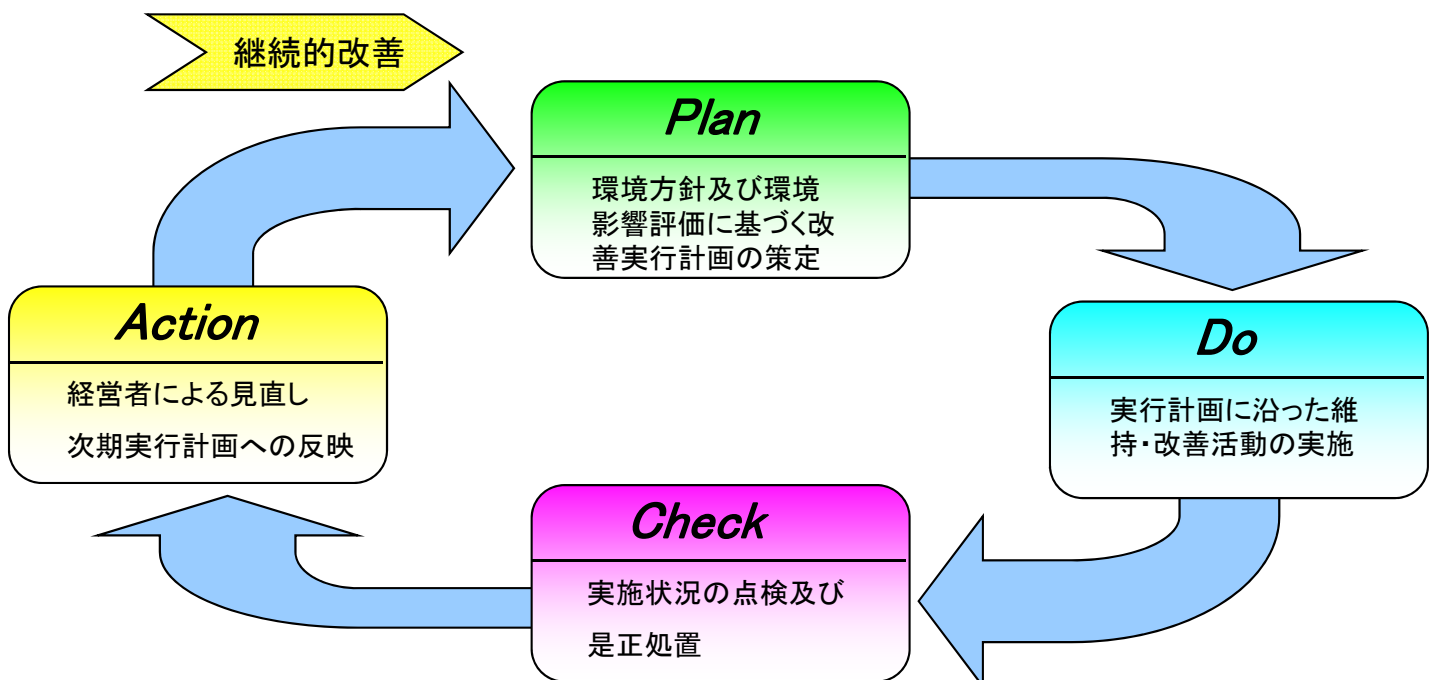 継続的改善
Plan
環境方針及び環境
影響評価に基づく改
善実行計画の策定
Do
実行計画に沿った維
持・改善活動の実施
Check
実施状況の点検及び
是正処置
Action
経営者による見直し
次期実行計画への反映